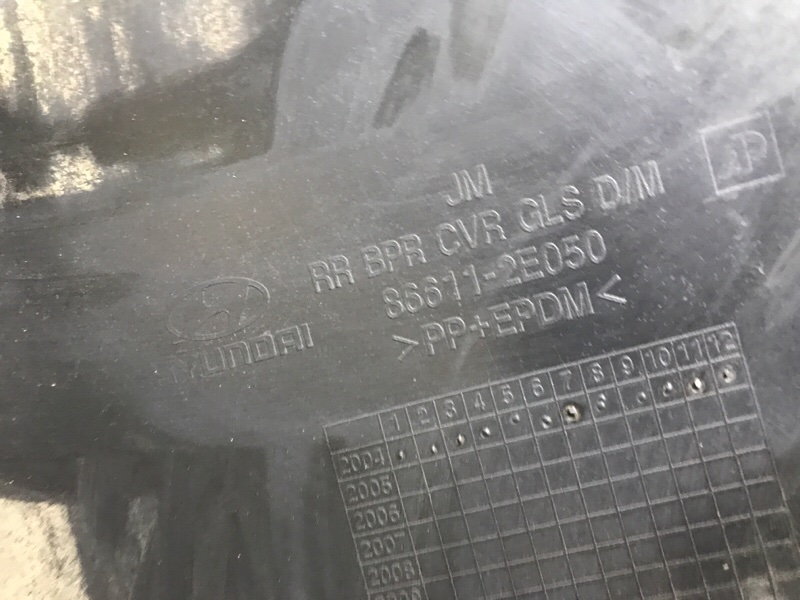 JM
RR BPR CVR GLS D/M
86611-2E050
>PP+EPDM<
HYUNDAI
1 2 3 4 5 6 7 8 9 10 11 12
2004
2005
2006
2007
2008